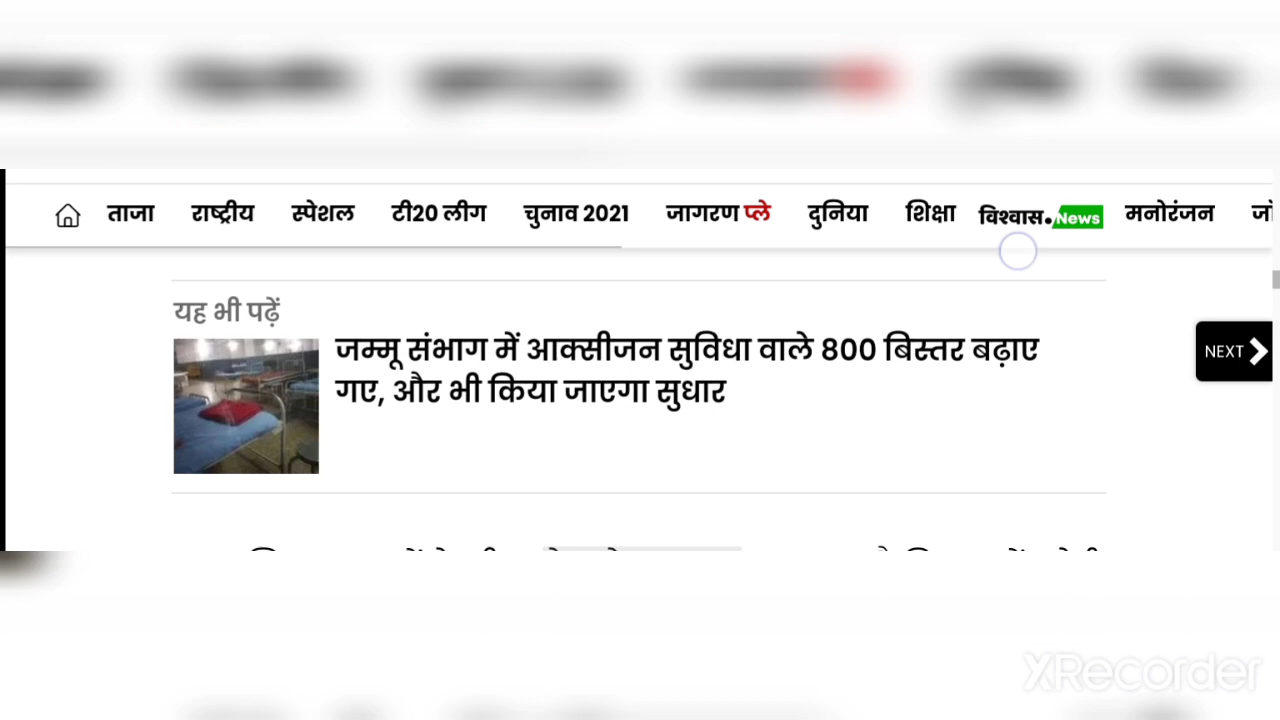 ताजा राष्ट्रीय स्पेशल टी20 लीग चुनाव 2021 जागरण प्ले दुनिया शिक्षा विश्वास.News मनोरंजन
यह भी पढ़ें
जम्मू संभाग में आक्सीजन सुविधा वाले 800 बिस्तर बढ़ाए
गए, और भी किया जाएगा सुधार
NEXT
XRecorder